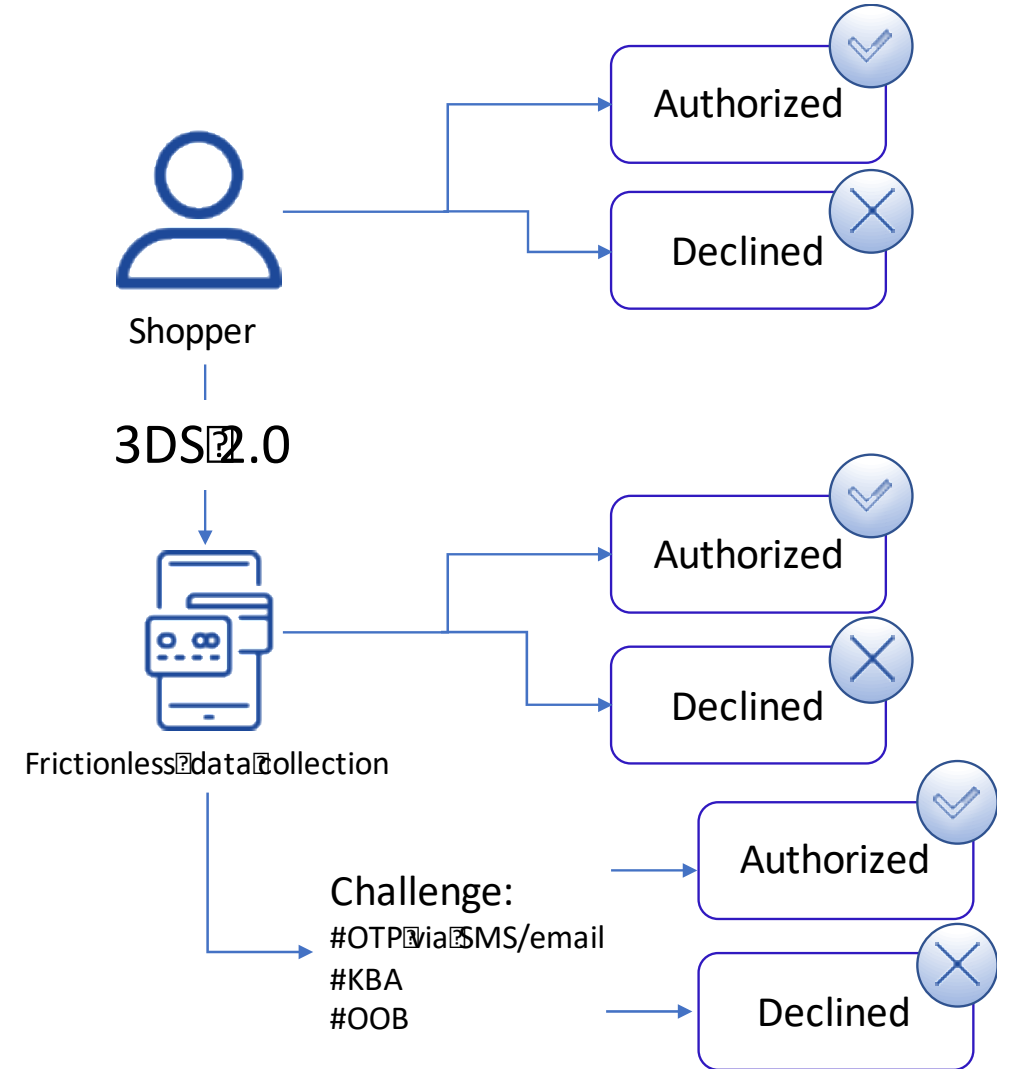 Authorized
Declined
Shopper
3DS 2.0
Authorized
Declined
Frictionless data collection
Authorized
Challenge:
#OTP via SMS/email
#KBA
#OOB
Declined